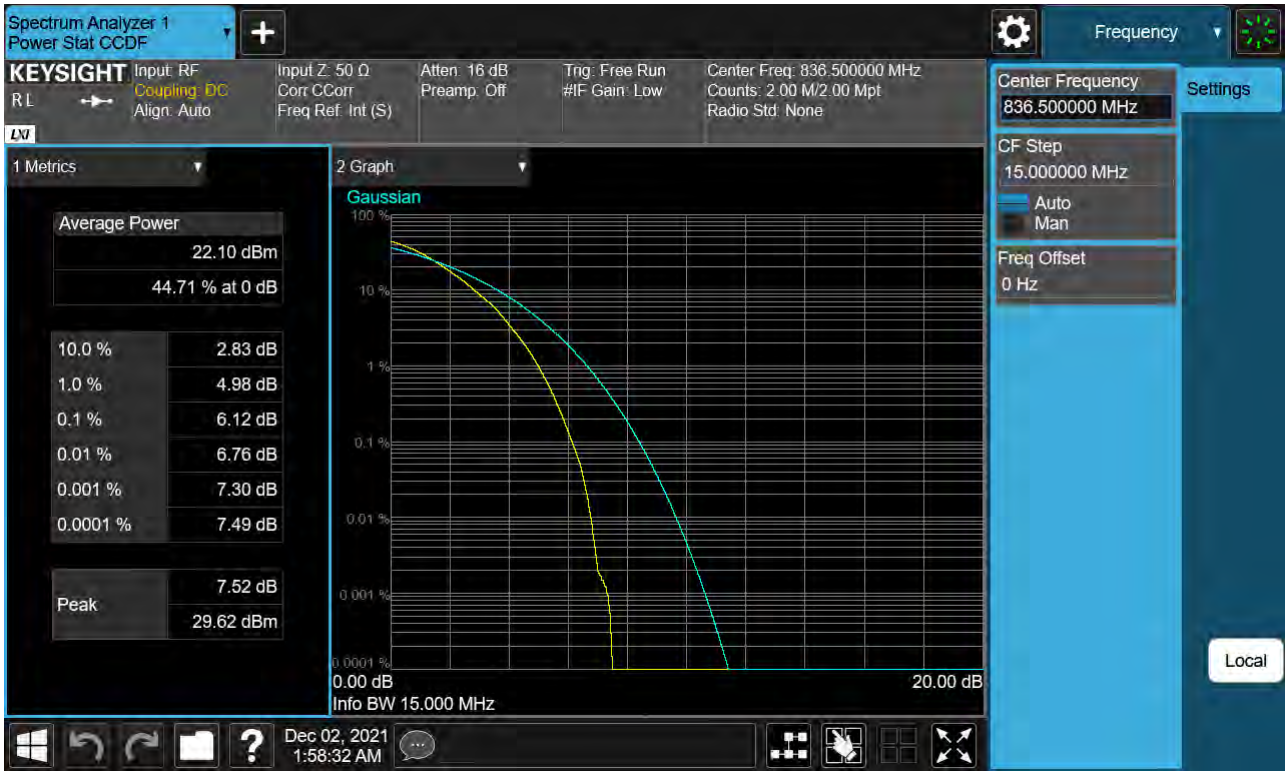 Spectrum Analyzer 1
Power Stat CCDF
+
Frequency
KEYSIGHT
RL
LXI
Input: RF
Coupling: DC
Align: Auto
Input Z: 50 Ω
Corr CCorr
Freq Ref: Int (S)
Atten: 16 dB
Preamp: Off
Trig: Free Run
#IF Gain: Low
Center Freq: 836.500000 MHz
Counts: 2.00 M/2.00 Mpt
Radio Std: None
Center Frequency
836.500000 MHz
Settings
CF Step
15.000000 MHz
Auto
Man
Freq Offset
0 Hz
Local
1 Metrics
Average Power
22.10 dBm
44.71 % at 0 dB
10.0 % 2.83 dB
1.0 % 4.98 dB
0.1 % 6.12 dB
0.01 % 6.76 dB
0.001 % 7.30 dB
0.0001 % 7.49 dB
Peak
7.52 dB
29.62 dBm
2 Graph
Gaussian
100 %
10 %
1 %
0.1 %
0.01 %
0.001 %
0.0001 %
0.00 dB 20.00 dB
Info BW 15.000 MHz
?
Dec 02, 2021
1:58:32 AM